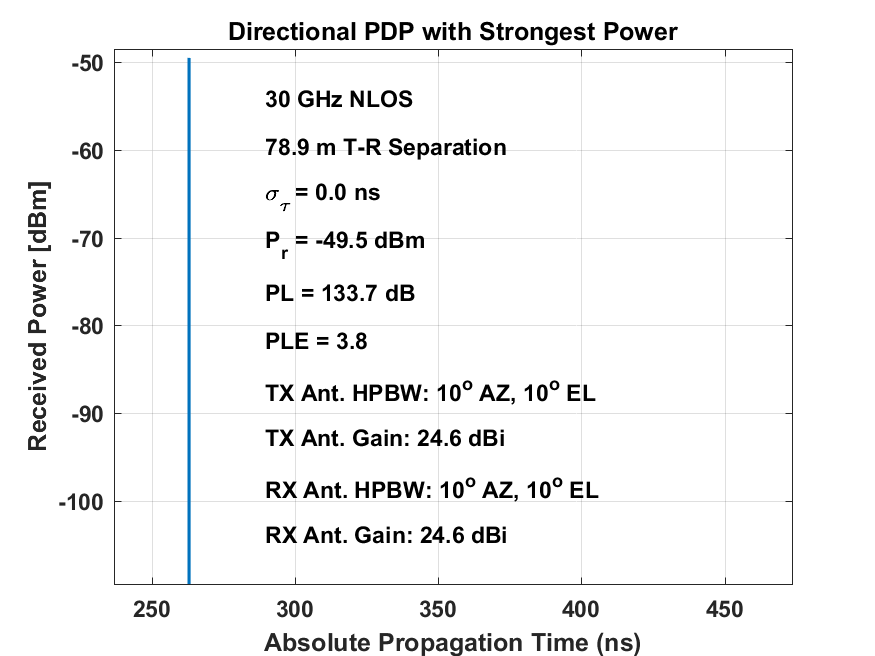 Directional PDP with Strongest Power
Received Power [dBm]
-50
-60
-70
-80
-90
-100
30 GHz NLOS
78.9 m T-R Separation
σ_τ = 0.0 ns
P_r = -49.5 dBm
PL = 133.7 dB
PLE = 3.8
TX Ant. HPBW: 10° AZ, 10° EL
TX Ant. Gain: 24.6 dBi
RX Ant. HPBW: 10° AZ, 10° EL
RX Ant. Gain: 24.6 dBi
250 300 350 400 450
Absolute Propagation Time (ns)